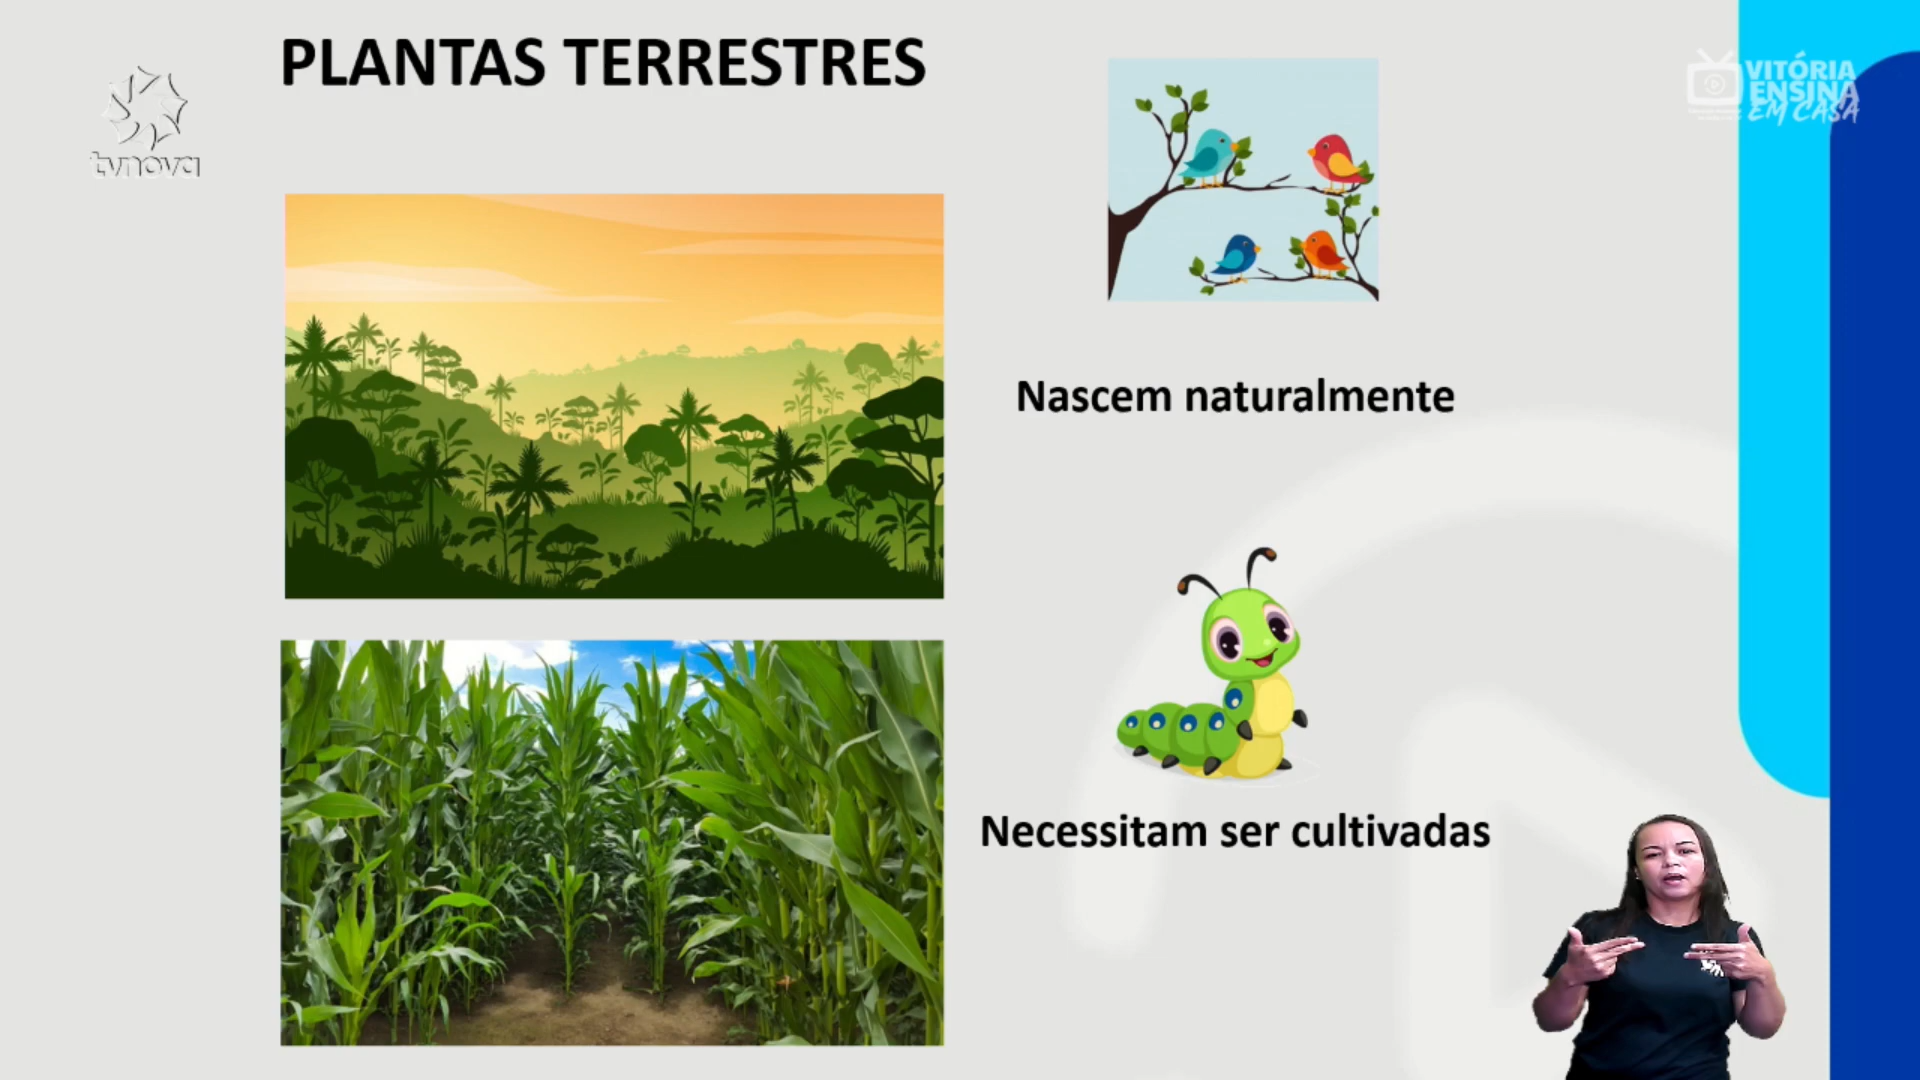 PLANTAS TERRESTRES
tvnova
VITÓRIA
ENSINA
EM CASA
Nascem naturalmente
Necessitam ser cultivadas